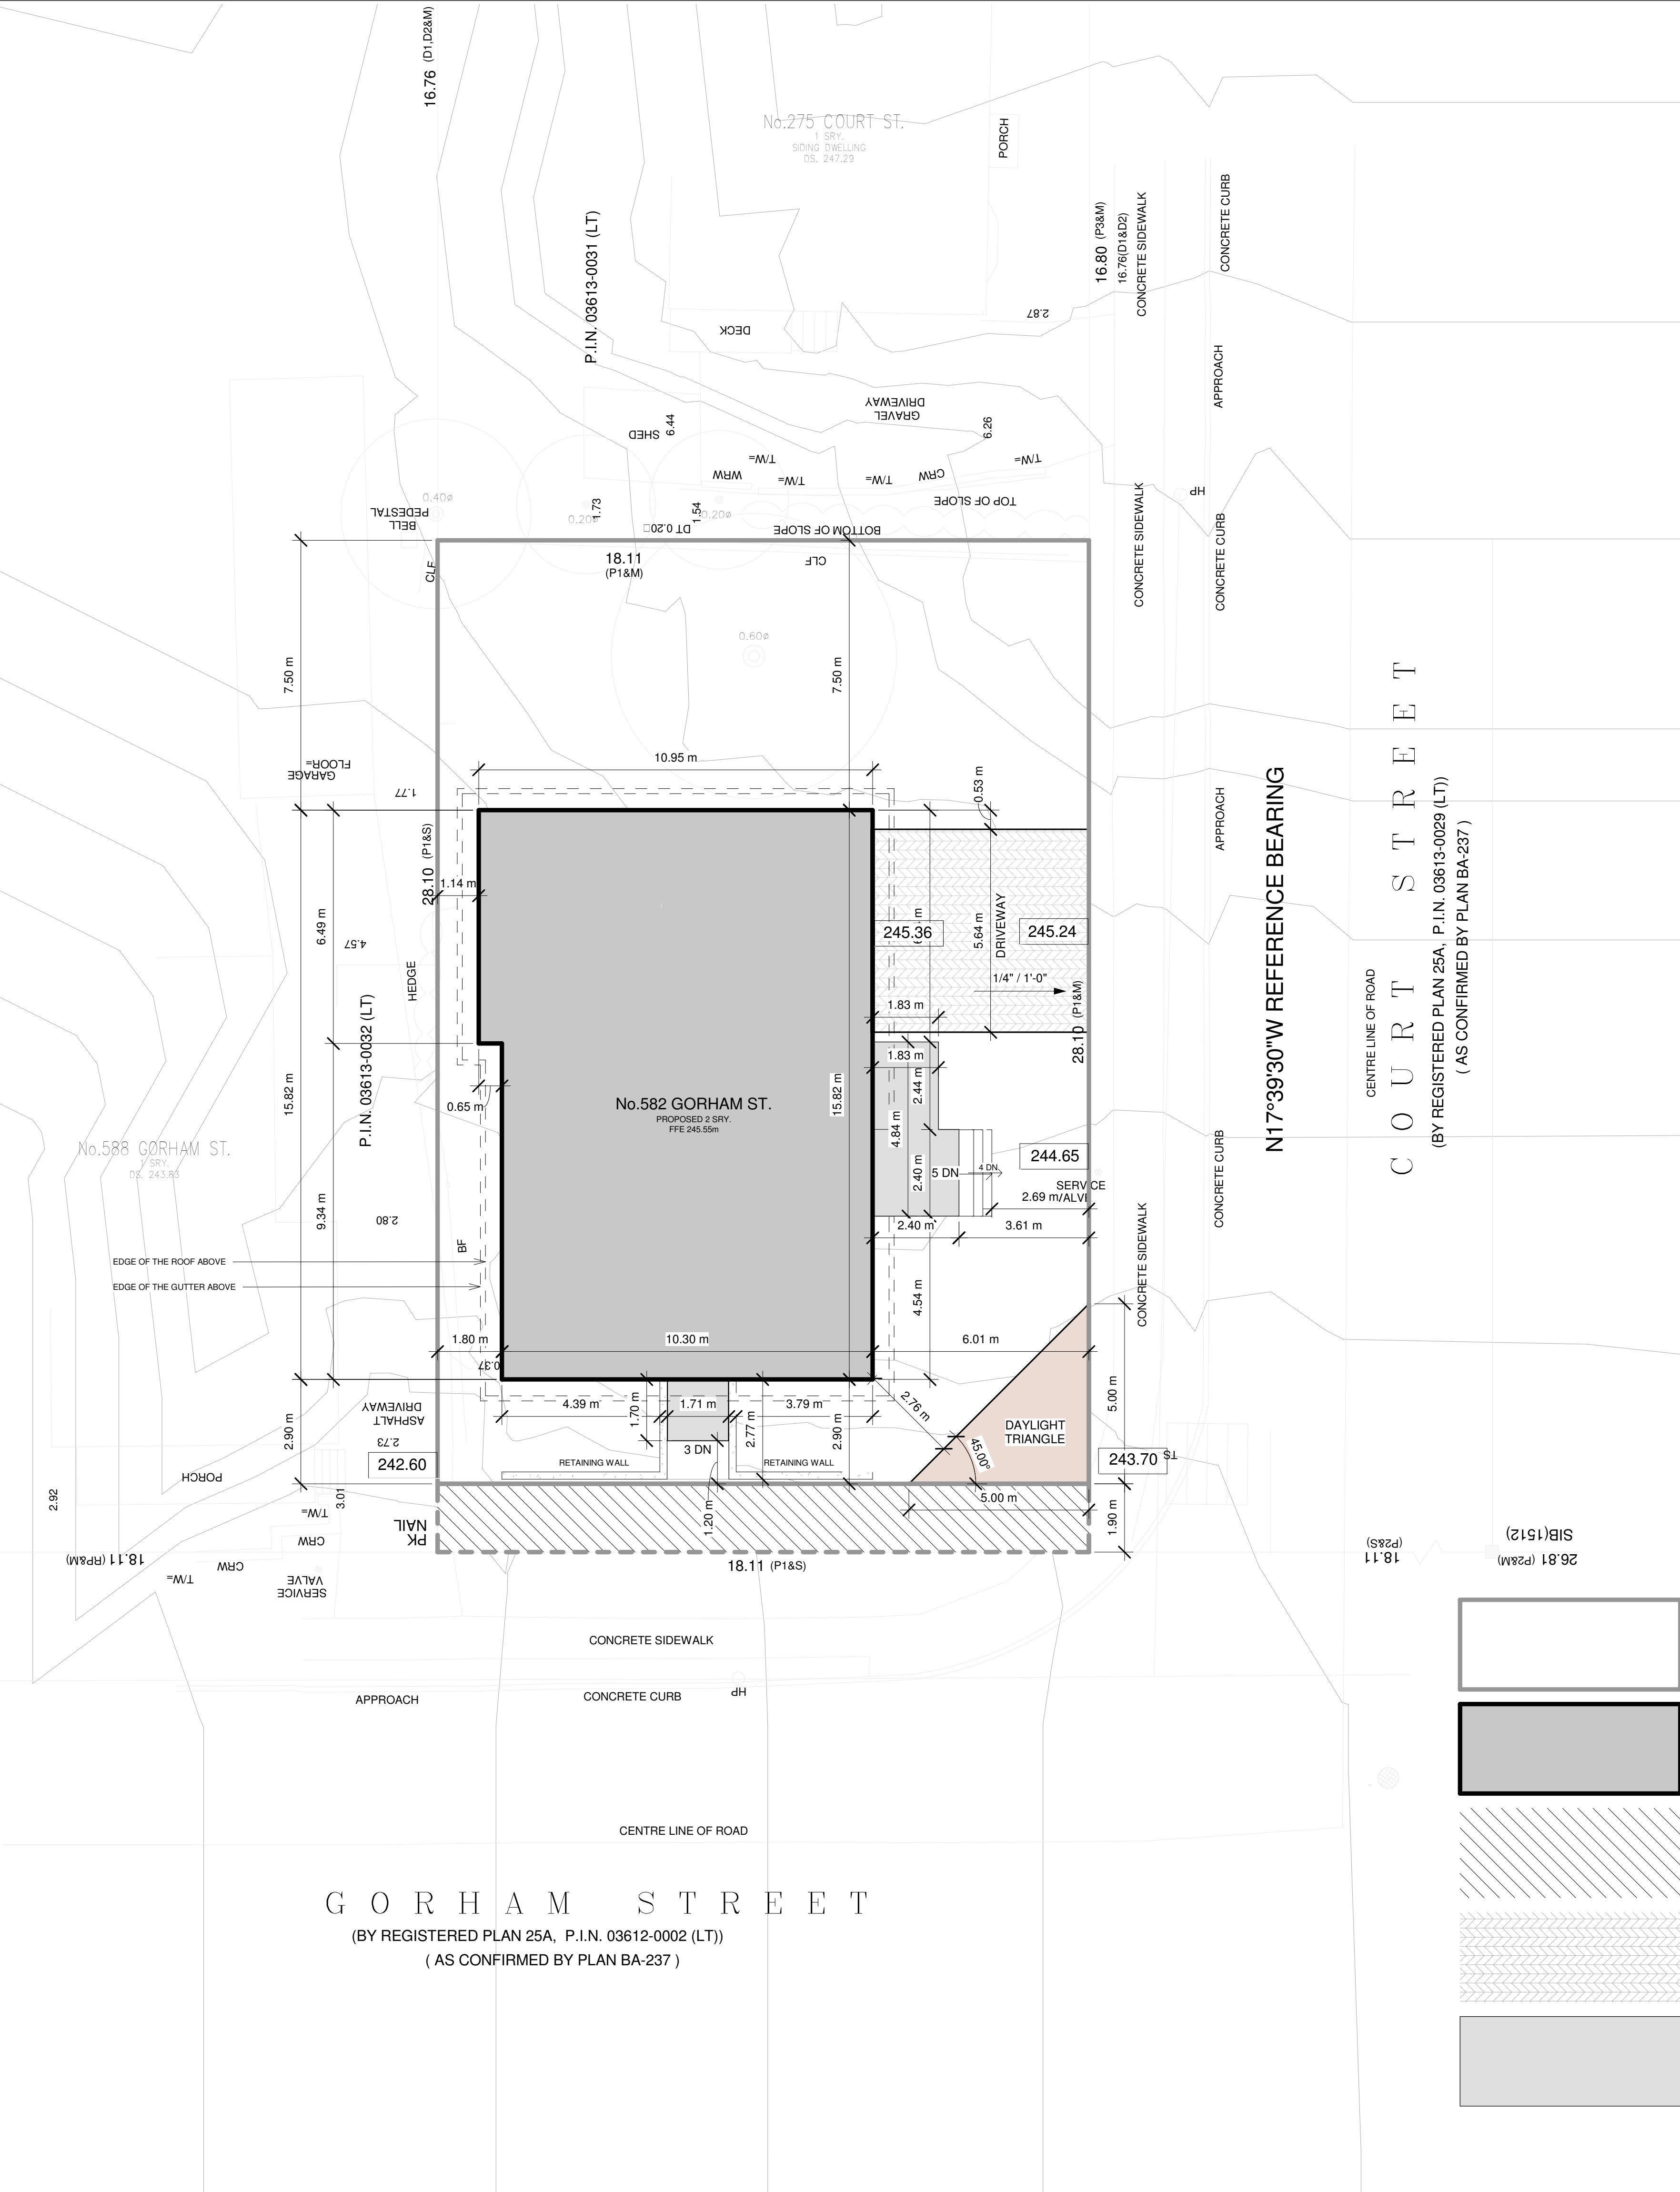 16.76 (D1,D2&M)
No.275 COURT ST.
1 SRY.
SIDING DWELLING
DS. 247.29
PORCH
P.I.N. 03613-0031 (LT)
16.80 (P3&M)
16.76(D1&D2)
CONCRETE SIDEWALK
CONCRETE CURB
2.87
DECK
APPROACH
GRAVEL
DRIVEWAY
6.44
SHED
6.26
T/W=
T/W=
WRW
T/W=
T/W=
CRW
TOP OF SLOPE
HP
0.40ø
BELL
PEDESTAL
0.20ø
1.73
DT 0.20
1.54
0.20ø
BOTTOM OF SLOPE
CONCRETE SIDEWALK
CONCRETE CURB
CLF
18.11
(P1&M)
CLF
0.60ø
7.50 m
7.50 m
10.95 m
GARAGE
FLOOR=
1.77
0.53 m
28.10 (P1&S)
1.14 m
6.49 m
4.57
HEDGE
245.36
5.64 m
DRIVEWAY
245.24
1/4" / 1'-0"
1.83 m
28.10 (P1&M)
APPROACH
N17°39'30"W REFERENCE BEARING
CENTRE LINE OF ROAD
COURT STREET
(BY REGISTERED PLAN 25A, P.I.N. 03613-0029 (LT))
( AS CONFIRMED BY PLAN BA-237 )
P.I.N. 03613-0032 (LT)
15.82 m
0.65 m
No.582 GORHAM ST.
PROPOSED 2 SRY.
FFE 245.55m
15.82 m
1.83 m
2.44 m
4.84 m
2.40 m
5 DN
4 DN
244.65
SERVICE
VALVE
2.69 m
2.40 m
3.61 m
CONCRETE CURB
CONCRETE SIDEWALK
No.588 GORHAM ST.
1 SRY.
DS. 243.83
9.34 m
2.80
BF
EDGE OF THE ROOF ABOVE
EDGE OF THE GUTTER ABOVE
4.54 m
1.80 m
10.30 m
6.01 m
0.37
ASPHALT
DRIVEWAY
2.73
2.90 m
242.60
4.39 m
1.70 m
1.71 m
3.79 m
2.77 m
2.90 m
2.76 m
45.00°
DAYLIGHT
TRIANGLE
5.00 m
3 DN
RETAINING WALL
RETAINING WALL
243.70
TS
5.00 m
1.20 m
1.90 m
PORCH
2.92
3.01
T/W=
CRW
PK
NAIL
18.11 (RP&M)
CRW
T/W=
SERVICE
VALVE
18.11 (P1&S)
18.11
(P2&S)
SIB(1512)
26.81 (P2&M)
CONCRETE SIDEWALK
APPROACH
CONCRETE CURB
HP
CENTRE LINE OF ROAD
GORHAM STREET
(BY REGISTERED PLAN 25A, P.I.N. 03612-0002 (LT))
( AS CONFIRMED BY PLAN BA-237 )